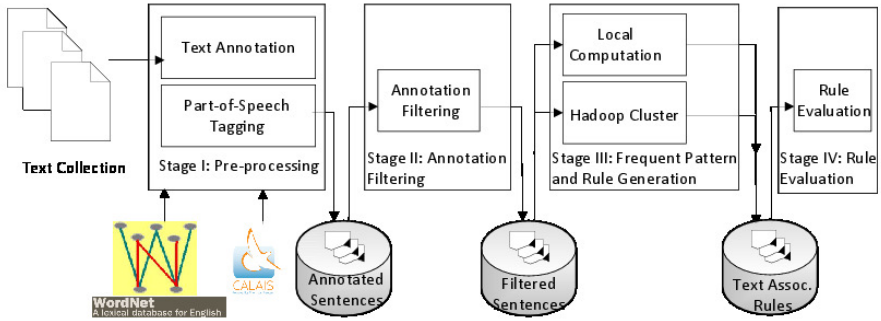 Text Collection
Text Annotation
Part-of-Speech
Tagging
Stage I: Pre-processing
WordNet
A lexical database for English
CALAIS
Annotated
Sentences
Annotation
Filtering
Stage II: Annotation
Filtering
Filtered
Sentences
Local
Computation
Hadoop Cluster
Stage III: Frequent Pattern
and Rule Generation
Text Assoc.
Rules
Rule
Evaluation
Stage IV: Rule
Evaluation